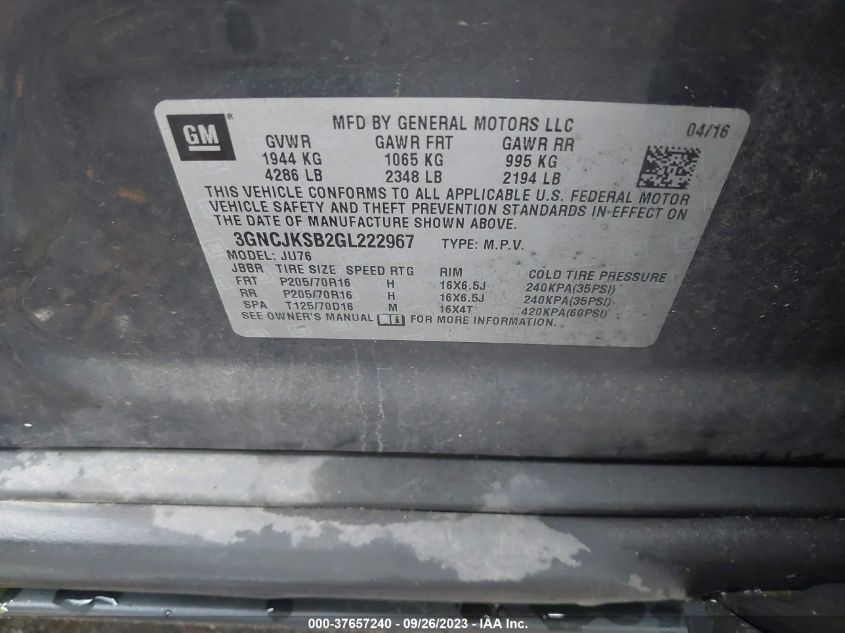 GM®
MFD BY GENERAL MOTORS LLC
04/16
GVWR GAWR FRT GAWR RR
1944 KG 1065 KG 995 KG
4286 LB 2348 LB 2194 LB
THIS VEHICLE CONFORMS TO ALL APPLICABLE U.S. FEDERAL MOTOR
VEHICLE SAFETY AND THEFT PREVENTION STANDARDS IN EFFECT ON
THE DATE OF MANUFACTURE SHOWN ABOVE.
3GNCJKSB2GL222967 TYPE: M.P.V.
MODEL: JU76
JBBR TIRE SIZE SPEED RTG RIM COLD TIRE PRESSURE
FRT P205/70R16 H 16X6.5J 240KPA(35PSI)
RR P205/70R16 H 16X6.5J 240KPA(35PSI)
SPA T125/70D16 M 16X4T 420KPA(60PSI)
SEE OWNER'S MANUAL FOR MORE INFORMATION.
000-37657240 - 09/26/2023 - IAA Inc.